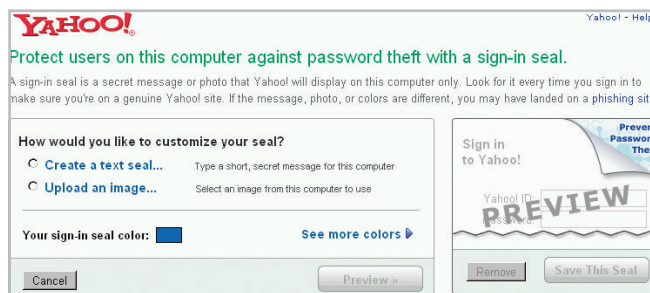 YAHOO!
Yahoo! - Help
Protect users on this computer against password theft with a sign-in seal.
A sign-in seal is a secret message or photo that Yahoo! will display on this computer only. Look for it every time you sign in to
make sure you're on a genuine Yahoo! site. If the message, photo, or colors are different, you may have landed on a phishing sit
How would you like to customize your seal?
Create a text seal... Type a short, secret message for this computer
Upload an image... Select an image from this computer to use
Your sign-in seal color: See more colors
Cancel Preview »
Sign in
to Yahoo!
Preven
Passwor
The
Yahoo! ID:
Password:
PREVIEW
Remove Save This Seal